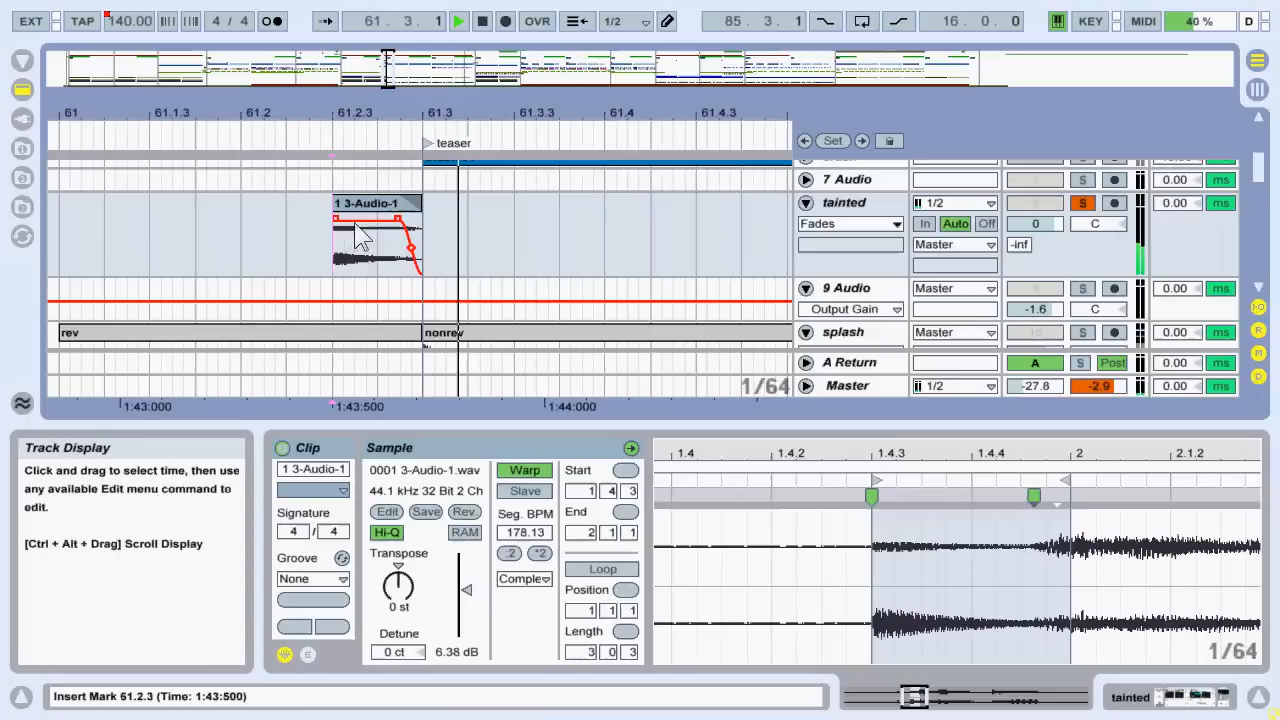 EXT TAP 140.00 4 / 4 61. 3. 1 OVR 1/2 85. 3. 1 16. 0. 0 KEY MIDI 40 % D
61 61.1.3 61.2 61.2.3 61.3 61.3.3 61.4 61.4.3
Set
teaser
7 Audio S 0.00 ms
1 3-Audio-1
tainted 1/2 S 0.00 ms
Fades In Auto Off 0 C
Master -inf
9 Audio Master S 0.00 ms
Output Gain -1.6 C
rev nonrev splash Master S 0.00 ms
A Return A S Post 0.00 ms
1/64 Master 1/2 -27.8 -2.9 0.00 ms
1:43:000 1:43:500 1:44:000
Track Display
Click and drag to select time, then use
any available Edit menu command to
edit.
[Ctrl + Alt + Drag] Scroll Display
Clip
1 3-Audio-1
Signature
4 / 4
Groove
None
Sample
0001 3-Audio-1.wav
44.1 kHz 32 Bit 2 Ch
Edit Save Rev.
Hi-Q RAM
Transpose
0 st
Detune
0 ct 6.38 dB
Warp
Slave
Seg. BPM
178.13
:2 *2
Comple
Start
1 4 3
End
2 1 1
Loop
Position
1 1 1
Length
3 0 3
1.4 1.4.2 1.4.3 1.4.4 2 2.1.2
1/64
Insert Mark 61.2.3 (Time: 1:43:500)
tainted